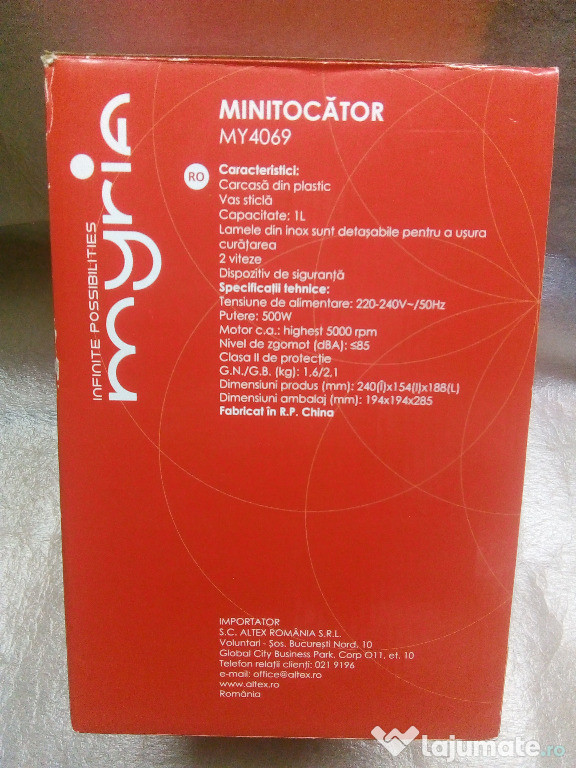 myria
INFINITE POSSIBILITIES
MINITOCĂTOR
MY4069
RO
Caracteristici:
Carcasă din plastic
Vas sticlă
Capacitate: 1L
Lamele din inox sunt detașabile pentru a ușura
curățarea
2 viteze
Dispozitiv de siguranță
Specificații tehnice:
Tensiune de alimentare: 220-240V~/50Hz
Putere: 500W
Motor c.a.: highest 5000 rpm
Nivel de zgomot (dBA): ≤85
Clasa II de protecție
G.N./G.B. (kg): 1,6/2,1
Dimensiuni produs (mm): 240(Î)x154(l)x188(L)
Dimensiuni ambalaj (mm): 194x194x285
Fabricat în R.P. China
IMPORTATOR
S.C. ALTEX ROMÂNIA S.R.L.
Voluntari - Șos. București Nord, 10
Global City Business Park, Corp O11, et. 10
Telefon relații clienți: 021 9196
e-mail: office@altex.ro
www.altex.ro
România
lajumate.ro